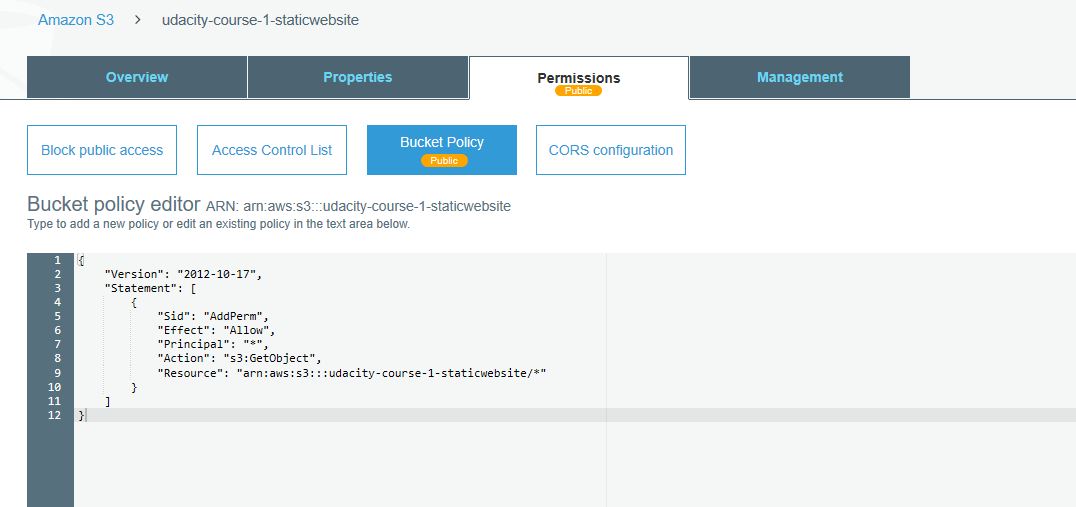 Amazon S3 > udacity-course-1-staticwebsite
Overview Properties Permissions Management
Public
Block public access Access Control List Bucket Policy CORS configuration
Public
Bucket policy editor ARN: arn:aws:s3:::udacity-course-1-staticwebsite
Type to add a new policy or edit an existing policy in the text area below.
1 {
2 "Version": "2012-10-17",
3 "Statement": [
4 {
5 "Sid": "AddPerm",
6 "Effect": "Allow",
7 "Principal": "*",
8 "Action": "s3:GetObject",
9 "Resource": "arn:aws:s3:::udacity-course-1-staticwebsite/*"
10 }
11 ]
12 }